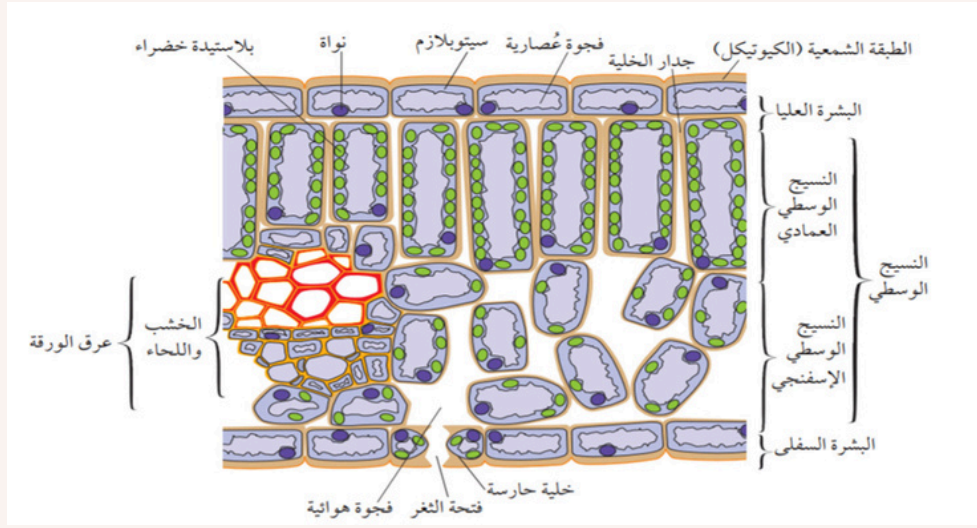 الطبقة الشمعية (الكيوتيكل)
جدار الخلية
فجوة عُصارية
سيتوبلازم
نواة
بلاستيدة خضراء
البشرة العليا
النسيج
الوسطي
العمادي
النسيج
الوسطي
النسيج
الوسطي
الإسفنجي
الخشب
واللحاء
عرق الورقة
البشرة السفلى
خلية حارسة
فتحة الثغر
فجوة هوائية